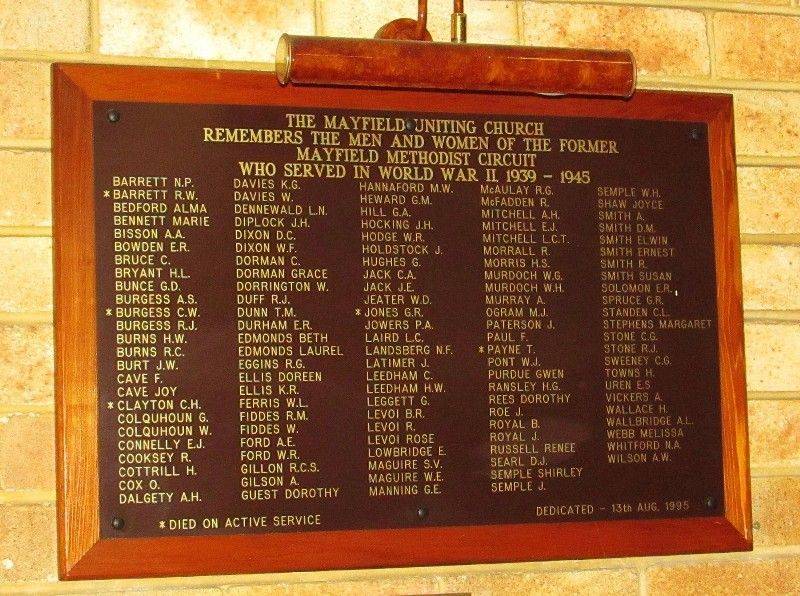 THE MAYFIELD UNITING CHURCH
REMEMBERS THE MEN AND WOMEN OF THE FORMER
MAYFIELD METHODIST CIRCUIT
WHO SERVED IN WORLD WAR II 1939 - 1945
BARRETT N.P.
* BARRETT R.W.
BEDFORD ALMA
BENNETT MARIE
BISSON A.A.
BOWDEN E.R.
BRUCE C.
BRYANT H.L.
BUNCE G.D.
BURGESS A.S.
* BURGESS C.W.
BURGESS R.J.
BURNS H.W.
BURNS R.C.
BURT J.W.
CAVE F.
CAVE JOY
* CLAYTON C.H.
COLQUHOUN G.
COLQUHOUN W.
CONNELLY E.J.
COOKSEY R.
COTTRILL H.
COX O.
DALGETY A.H.
DAVIES K.G.
DAVIES W.
DENNEWALD L.N.
DIPLOCK J.H.
DIXON D.C.
DIXON W.F.
DORMAN C.
DORMAN GRACE
DORRINGTON W.
DUFF R.J.
DUNN T.M.
DURHAM E.R.
EDMONDS BETH
EDMONDS LAUREL
EGGINS R.G.
ELLIS DOREEN
ELLIS K.R.
FERRIS W.L.
FIDDES R.M.
FIDDES W.
FORD A.E.
FORD W.R.
GILLON R.C.S.
GILSON A.
GUEST DOROTHY
HANNAFORD M.W.
HEWARD G.M.
HILL G.A.
HOCKING J.H.
HODGE W.R.
HOLDSTOCK J.
HUGHES G.
JACK C.A.
JACK J.E.
JEATER W.D.
* JONES G.R.
JOWERS P.A.
LAIRD L.C.
LANDSBERG N.F.
LATIMER J.
LEEDHAM C.
LEEDHAM H.W.
LEGGETT G.
LEVOI B.R.
LEVOI R.
LEVOI ROSE
LOWBRIDGE E.
MAGUIRE S.V.
MAGUIRE W.E.
MANNING G.E.
McAULAY R.G.
McFADDEN R.
MITCHELL A.H.
MITCHELL E.J.
MITCHELL L.C.T.
MORRALL R.
MORRIS H.S.
MURDOCH W.G.
MURDOCH W.H.
MURRAY A.
OGRAM M.J.
PATERSON J.
PAUL F.
* PAYNE T.
PONT W.J.
PURDUE GWEN
RANSLEY H.G.
REES DOROTHY
ROE J.
ROYAL B.
ROYAL J.
RUSSELL RENEE
SEARL D.J.
SEMPLE SHIRLEY
SEMPLE J.
SEMPLE W.H.
SHAW JOYCE
SMITH A.
SMITH D.M.
SMITH ELWIN
SMITH ERNEST
SMITH R.
SMITH SUSAN
SOLOMON E.R.
SPRUCE G.R.
STANDEN C.L.
STEPHENS MARGARET
STONE C.G.
STONE R.J.
SWEENEY C.G.
TOWNS H.
UREN E.S
VICKERS A.
WALLACE H.
WALLBRIDGE A.L.
WEBB MELISSA
WHITFORD N.A.
WILSON A.W.
* DIED ON ACTIVE SERVICE
DEDICATED - 13th AUG. 1995